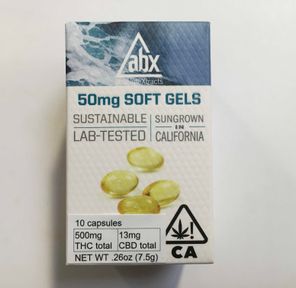 abx
50mg SOFT GELS
SUSTAINABLE
LAB-TESTED
SUNGROWN
IN
CALIFORNIA
10 capsules
500mg
THC total
13mg
CBD total
NET WT .26oz (7.5g)
!
CA